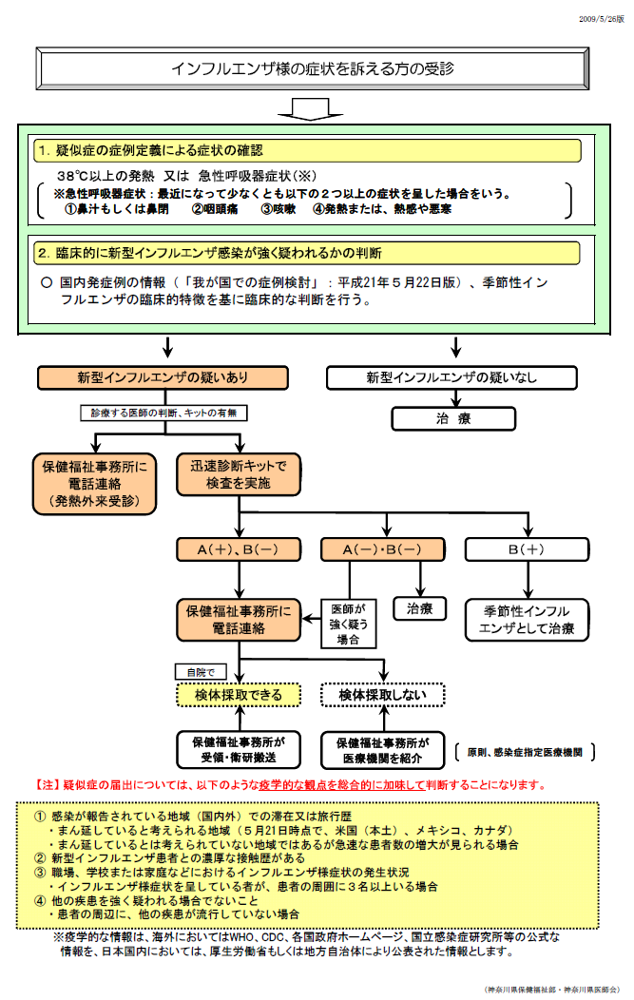 2009/5/26版
インフルエンザ様の症状を訴える方の受診
１．疑似症の症例定義による症状の確認
３８℃以上の発熱　又は　急性呼吸器症状（※）
※急性呼吸器症状：最近になって少なくとも以下の２つ以上の症状を呈した場合をいう。
①鼻汁もしくは鼻閉　②咽頭痛　③咳嗽　④発熱または、熱感や悪寒
２．臨床的に新型インフルエンザ感染が強く疑われるかの判断
○ 国内発症例の情報（「我が国での症例検討」：平成21年５月22日版）、季節性イン
フルエンザの臨床的特徴を基に臨床的な判断を行う。
新型インフルエンザの疑いあり
新型インフルエンザの疑いなし
診療する医師の判断、キットの有無
治 療
保健福祉事務所に
電話連絡
（発熱外来受診）
迅速診断キットで
検査を実施
Ａ（＋）、Ｂ（－）
Ａ（－）・Ｂ（－）
Ｂ（＋）
保健福祉事務所に
電話連絡
医師が
強く疑う
場合
治療
季節性インフル
エンザとして治療
自院で
検体採取できる
検体採取しない
保健福祉事務所が
受領・衛研搬送
保健福祉事務所が
医療機関を紹介
原則、感染症指定医療機関
【注】疑似症の届出については、以下のような疫学的な観点を総合的に加味して判断することになります。
① 感染が報告されている地域（国内外）での滞在又は旅行歴
・まん延していると考えられる地域（５月21日時点で、米国（本土）、メキシコ、カナダ）
・まん延しているとは考えられていない地域ではあるが急速な患者数の増大が見られる場合
② 新型インフルエンザ患者との濃厚な接触歴がある
③ 職場、学校または家庭などにおけるインフルエンザ様症状の発生状況
・インフルエンザ様症状を呈している者が、患者の周囲に３名以上いる場合
④ 他の疾患を強く疑われる場合でないこと
・患者の周辺に、他の疾患が流行していない場合
※疫学的な情報は、海外においてはWHO、CDC、各国政府ホームページ、国立感染症研究所等の公式な
情報を、日本国内においては、厚生労働省もしくは地方自治体により公表された情報とします。
（神奈川県保健福祉部・神奈川県医師会）